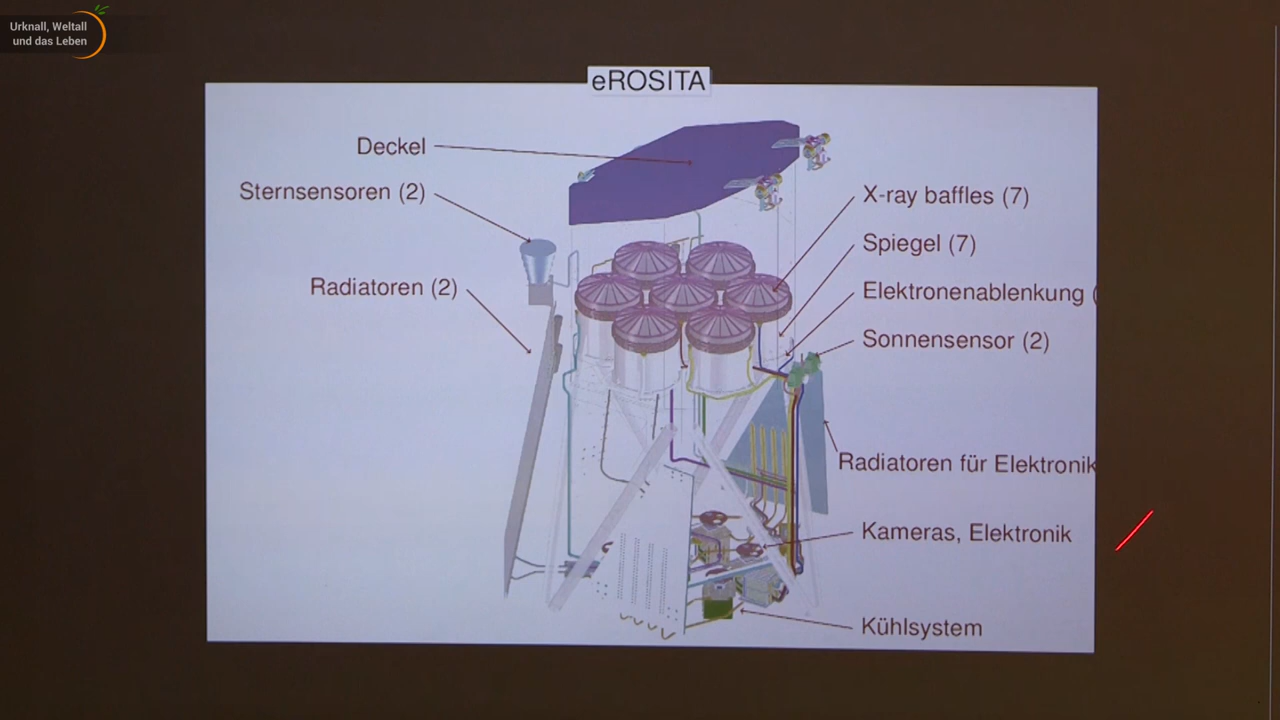 Urknall, Weltall
und das Leben
eROSITA
Deckel
Sternsensoren (2)
Radiatoren (2)
X-ray baffles (7)
Spiegel (7)
Elektronenablenkung (
Sonnensensor (2)
Radiatoren für Elektronik
Kameras, Elektronik
Kühlsystem